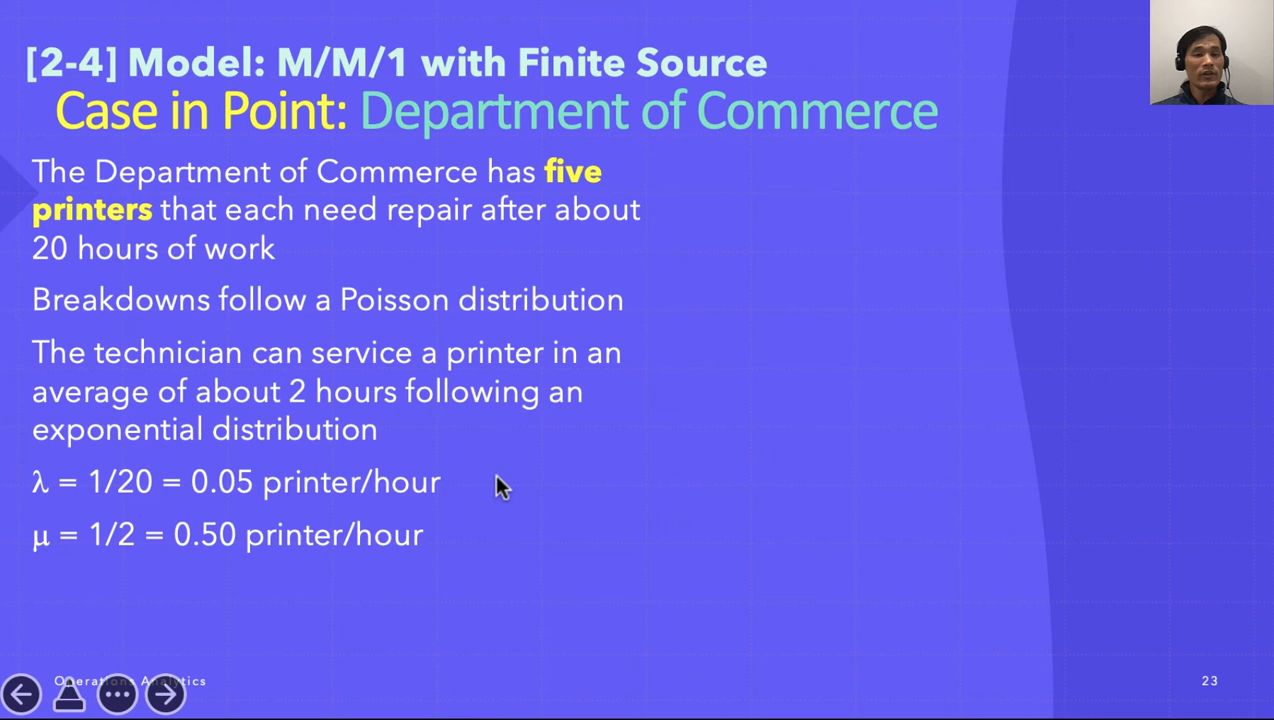 [2-4] Model: M/M/1 with Finite Source
Case in Point: Department of Commerce
The Department of Commerce has five
printers that each need repair after about
20 hours of work
Breakdowns follow a Poisson distribution
The technician can service a printer in an
average of about 2 hours following an
exponential distribution
λ = 1/20 = 0.05 printer/hour
μ = 1/2 = 0.50 printer/hour
Operations Analytics
23